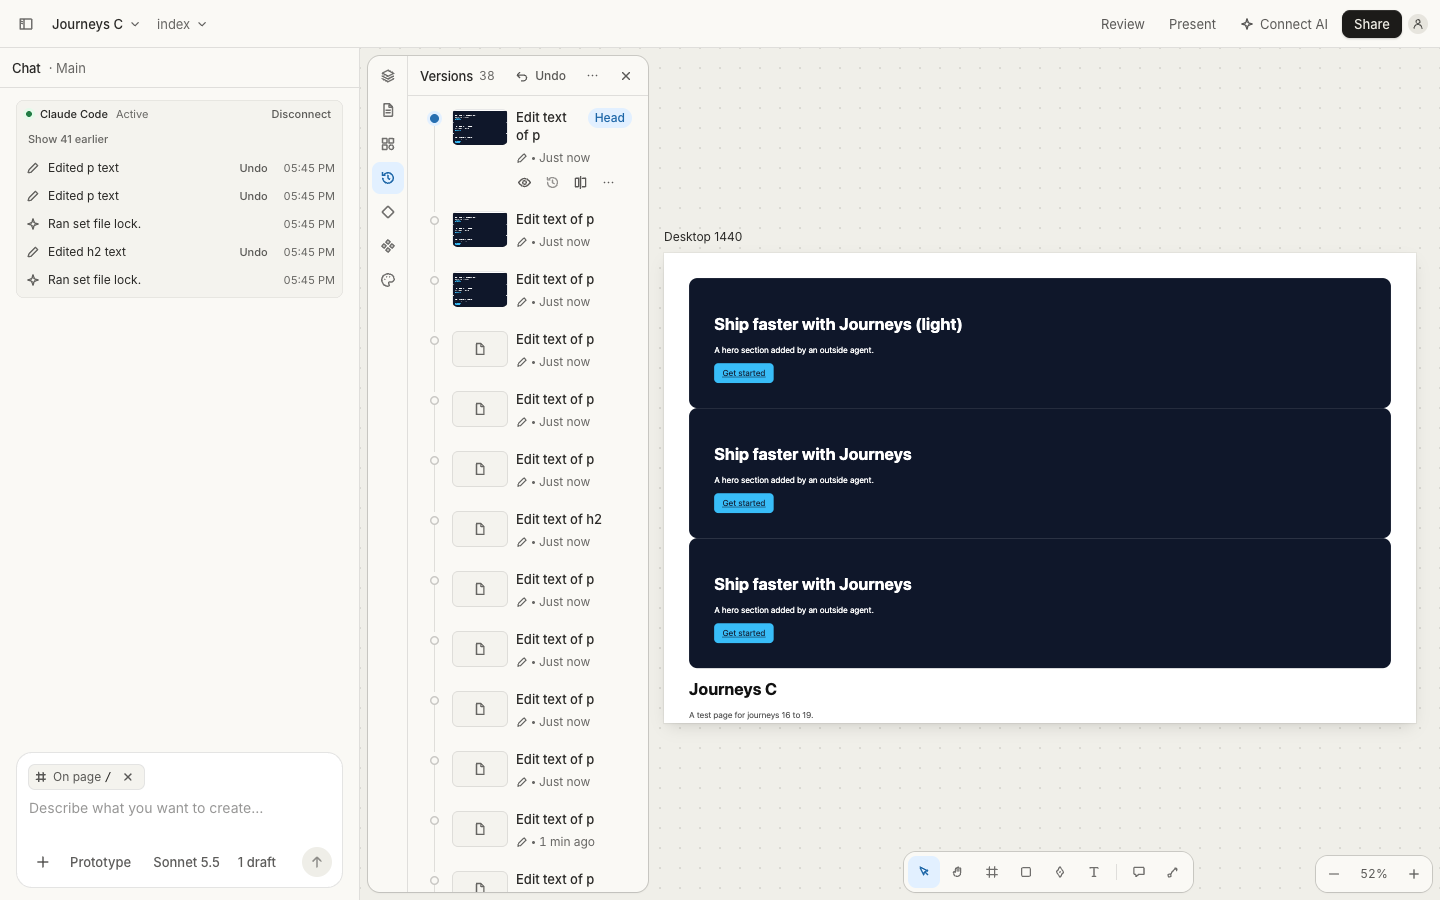 Journeys C
index
Review
Present
Connect AI
Share
Chat · Main
Claude Code Active Disconnect
Show 41 earlier
Edited p text Undo 05:45 PM
Edited p text Undo 05:45 PM
Ran set file lock. 05:45 PM
Edited h2 text Undo 05:45 PM
Ran set file lock. 05:45 PM
On page /
Describe what you want to create...
Prototype Sonnet 5.5 1 draft
Versions 38 Undo
Edit text of p
Head
• Just now
Edit text of p
• Just now
Edit text of p
• Just now
Edit text of p
• Just now
Edit text of p
• Just now
Edit text of p
• Just now
Edit text of h2
• Just now
Edit text of p
• Just now
Edit text of p
• Just now
Edit text of p
• Just now
Edit text of p
• Just now
Edit text of p
• 1 min ago
Edit text of p
Desktop 1440
Ship faster with Journeys (light)
A hero section added by an outside agent.
Get started
Ship faster with Journeys
A hero section added by an outside agent.
Get started
Ship faster with Journeys
A hero section added by an outside agent.
Get started
Journeys C
A test page for journeys 16 to 19.
52%